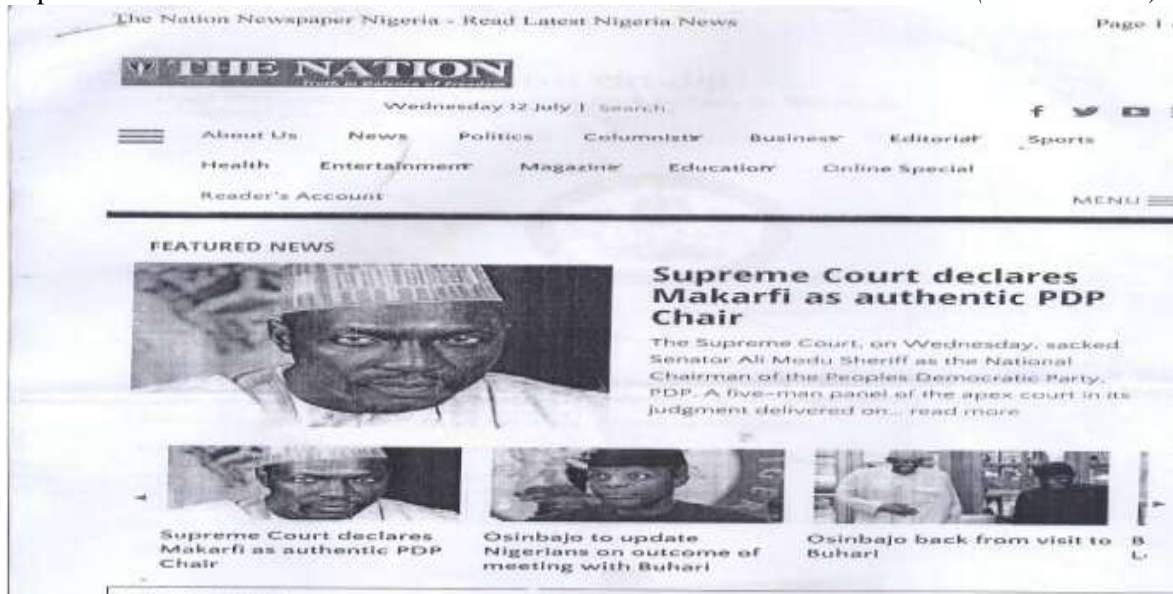 The Nation Newspaper Nigeria - Read Latest Nigeria News
Page 1
THE NATION
Truth in Defence of Freedom
Wednesday 12 July | Search
About Us News Politics Columnists Business Editorial Sports
Health Entertainment Magazine Education Online Special
Reader's Account
MENU
FEATURED NEWS
Supreme Court declares
Makarfi as authentic PDP
Chair
The Supreme Court, on Wednesday, sacked
Senator Ali Modu Sheriff as the National
Chairman of the Peoples Democratic Party,
PDP. A five-man panel of the apex court in its
judgment delivered on... read more
Supreme Court declares
Makarfi as authentic PDP
Chair
Osinbajo to update
Nigerians on outcome of
meeting with Buhari
Osinbajo back from visit to
Buhari
B
L